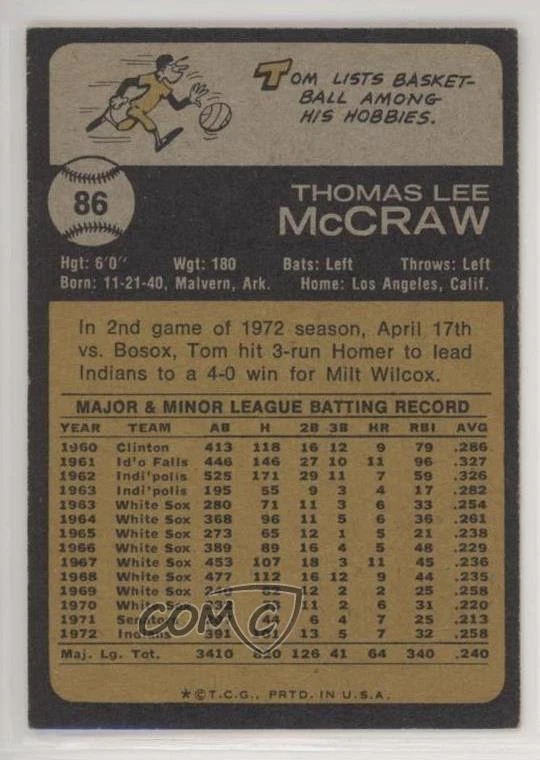 TOM LISTS BASKET-
BALL AMONG
HIS HOBBIES.
86
THOMAS LEE
McCRAW
Hgt: 6'0" Wgt: 180 Bats: Left Throws: Left
Born: 11-21-40, Malvern, Ark. Home: Los Angeles, Calif.
In 2nd game of 1972 season, April 17th
vs. Bosox, Tom hit 3-run Homer to lead
Indians to a 4-0 win for Milt Wilcox.
MAJOR & MINOR LEAGUE BATTING RECORD
YEAR TEAM AB H 2B 3B HR RBI AVG
1960 Clinton 413 118 16 12 9 79 .286
1961 Id'o Falls 446 146 27 10 11 96 .327
1962 Indi'polis 525 171 29 11 7 59 .326
1963 Indi'polis 195 55 9 3 4 17 .282
1963 White Sox 280 71 11 3 6 33 .254
1964 White Sox 368 96 11 5 6 36 .261
1965 White Sox 273 65 12 1 5 21 .238
1966 White Sox 389 89 16 4 5 48 .229
1967 White Sox 453 107 18 3 11 45 .236
1968 White Sox 477 112 16 12 9 44 .235
1969 White Sox 12 2 2 25 .258
1970 White Sox 11 2 6 31 .220
1971 Senators 44 6 4 7 25 .213
1972 Indians 391 13 5 7 32 .258
Maj. Lg. Tot. 3410 820 126 41 64 340 .240
COMC
★©T.C.G., PRTD. IN U.S.A.